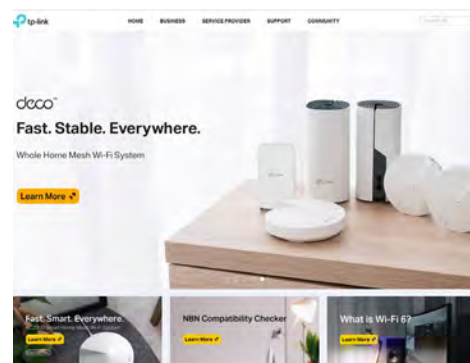 tp-link
HOME BUSINESS SERVICE PROVIDER SUPPORT COMMUNITY
deco™
Fast. Stable. Everywhere.
Whole Home Mesh Wi-Fi System
Learn More
Fast. Smart. Everywhere. NBN Compatibility Checker What is Wi-Fi 6?
Learn More Learn More Learn More